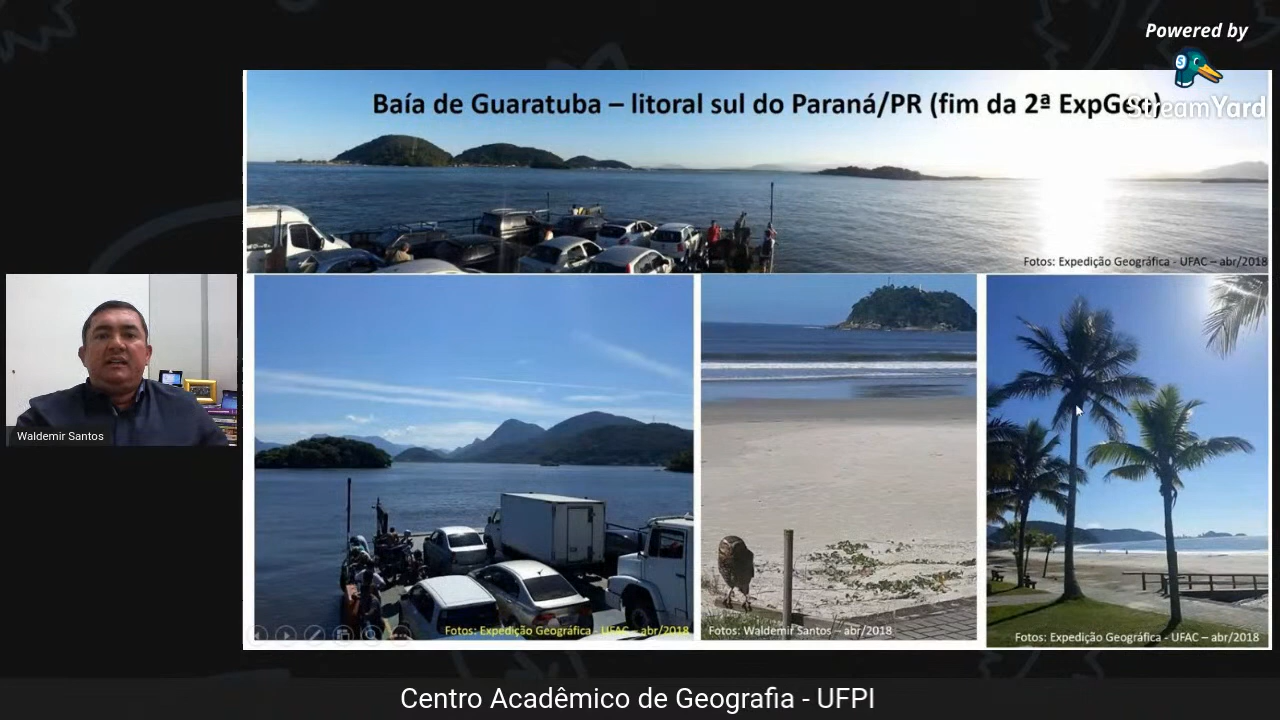 Powered by
StreamYard
Baía de Guaratuba – litoral sul do Paraná/PR (fim da 2ª ExpGeo)
Fotos: Expedição Geográfica - UFAC – abr/2018
Waldemir Santos
Fotos: Expedição Geográfica - UFAC – abr/2018
Fotos: Waldemir Santos – abr/2018
Fotos: Expedição Geográfica - UFAC – abr/2018
Centro Acadêmico de Geografia - UFPI